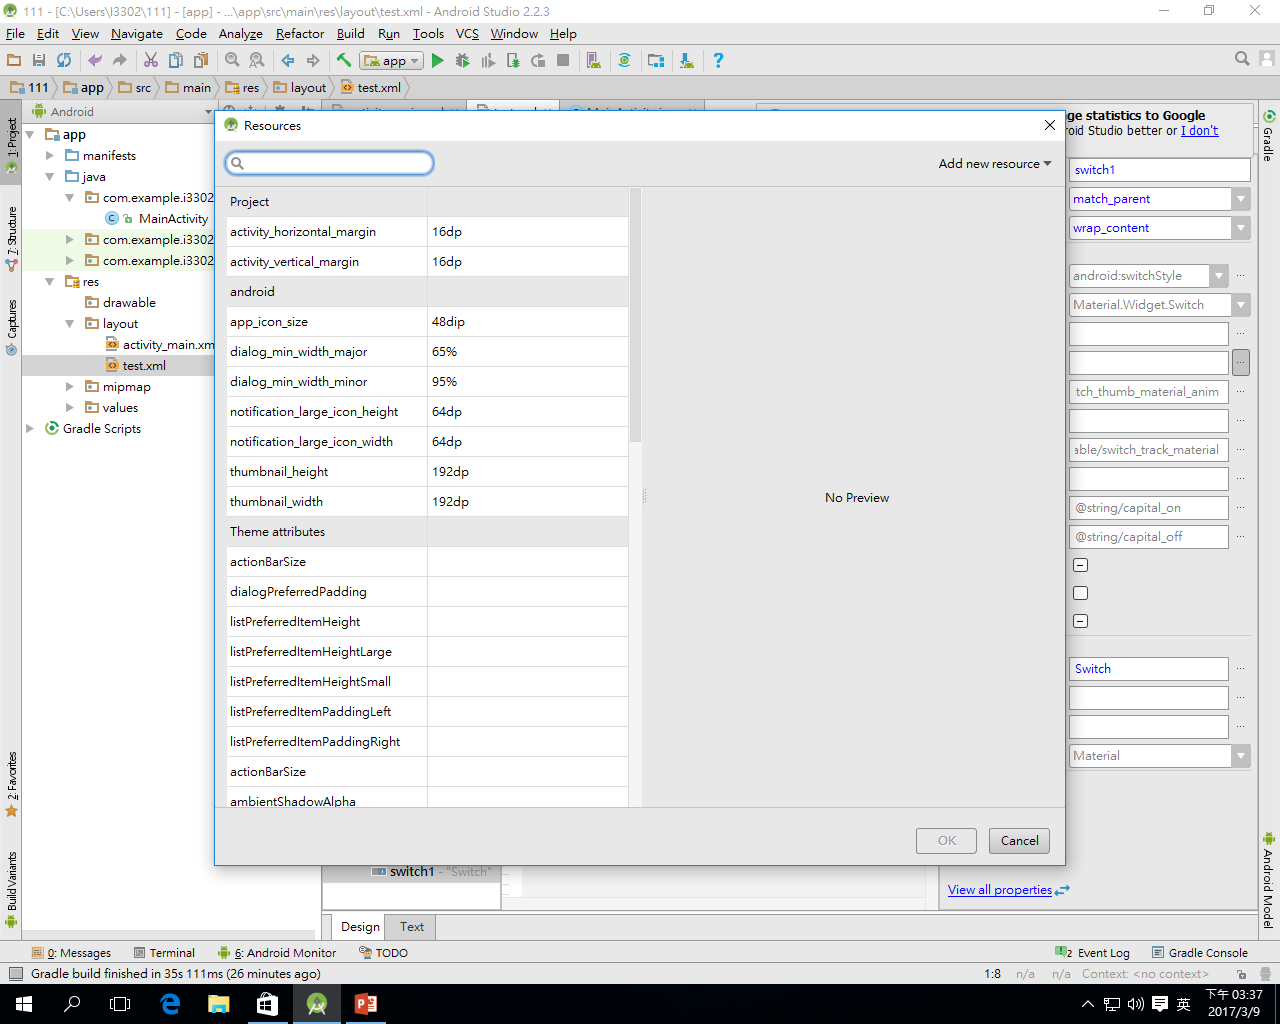 111 - [C:\Users\I3302\111] - [app] - ...\app\src\main\res\layout\test.xml - Android Studio 2.2.3
File Edit View Navigate Code Analyze Refactor Build Run Tools VCS Window Help
app
111 app src main res layout test.xml
Android
1: Project
7: Structure
Captures
2: Favorites
Build Variants
app
manifests
java
com.example.i3302
MainActivity
com.example.i3302
com.example.i3302
res
drawable
layout
activity_main.xm
test.xml
mipmap
values
Gradle Scripts
Resources
Add new resource
Project
activity_horizontal_margin 16dp
activity_vertical_margin 16dp
android
app_icon_size 48dip
dialog_min_width_major 65%
dialog_min_width_minor 95%
notification_large_icon_height 64dp
notification_large_icon_width 64dp
thumbnail_height 192dp
thumbnail_width 192dp
Theme attributes
actionBarSize
dialogPreferredPadding
listPreferredItemHeight
listPreferredItemHeightLarge
listPreferredItemHeightSmall
listPreferredItemPaddingLeft
listPreferredItemPaddingRight
actionBarSize
ambientShadowAlpha
No Preview
OK Cancel
ge statistics to Google
oid Studio better or I don't
switch1
match_parent
wrap_content
android:switchStyle
Material.Widget.Switch
tch_thumb_material_anim
able/switch_track_material
@string/capital_on
@string/capital_off
Switch
Material
View all properties
Gradle
Android Model
switch1 - "Switch"
Design Text
0: Messages Terminal 6: Android Monitor TODO
2 Event Log Gradle Console
Gradle build finished in 35s 111ms (26 minutes ago)
1:8 n/a n/a Context: <no context>
英
下午 03:37
2017/3/9